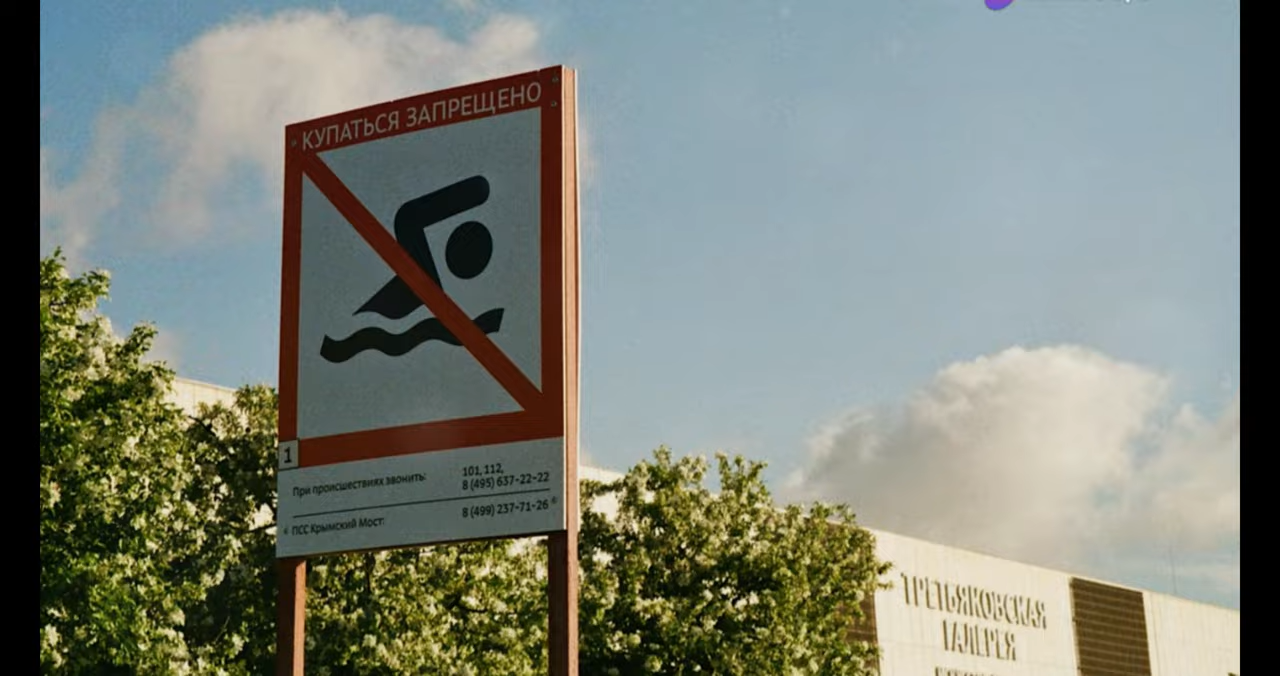 КУПАТЬСЯ ЗАПРЕЩЕНО
1
При происшествиях звонить:
101, 112,
8 (495) 637-22-22
ПСС Крымский Мост:
8 (499) 237-71-26
ТРЕТЬЯКОВСКАЯ
ГАЛЕРЕЯ